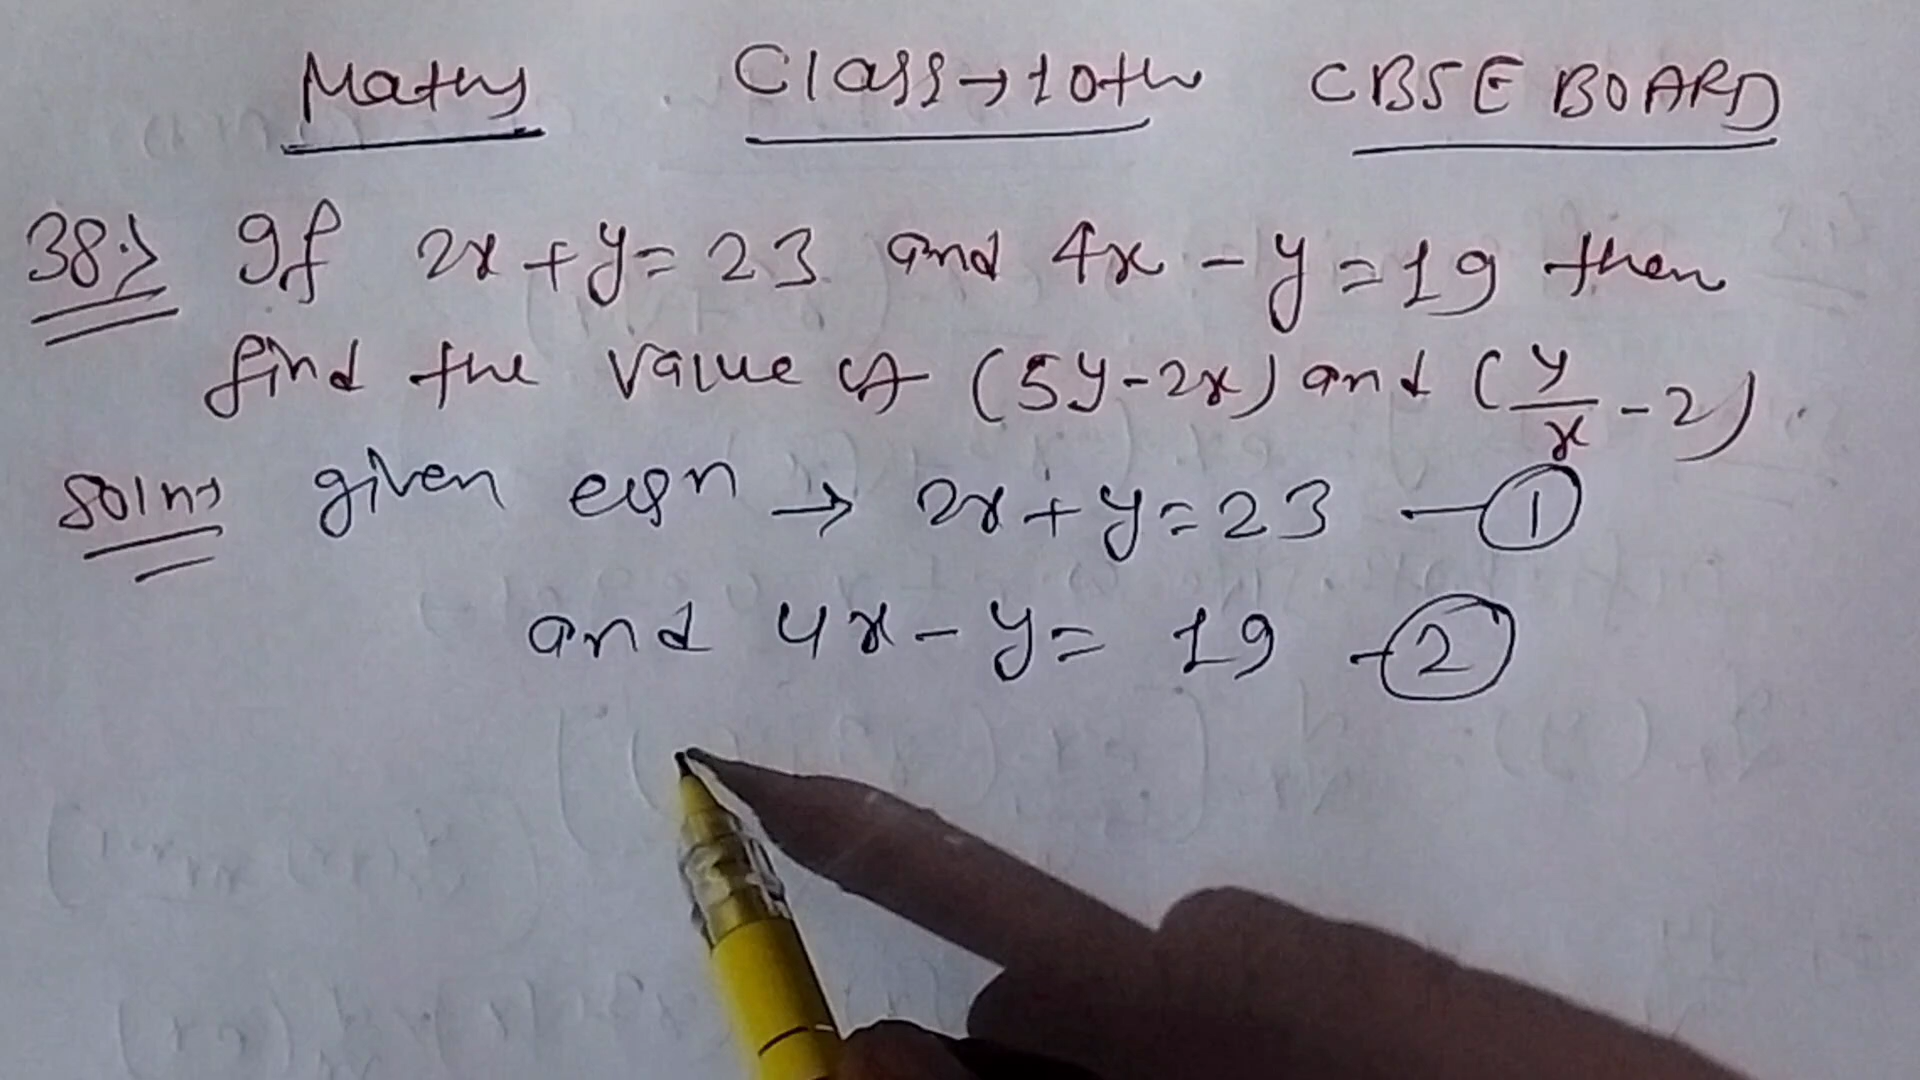 Maths Class→10th CBSE BOARD
38:> If 2x+y=23 and 4x-y=19 then
find the value of (5y-2x) and (y/x - 2).
Soln> given eqn → 2x+y=23 —①
and 4x-y= 19 -②